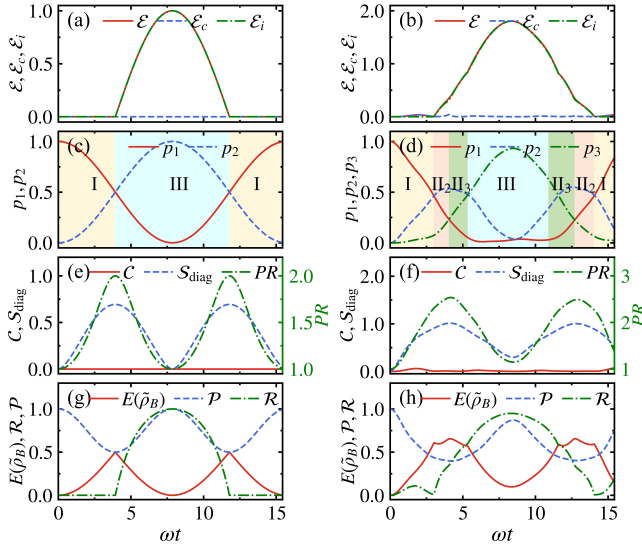 (a) ℰ ℰc ℰi
ℰ, ℰc, ℰi
1.0
0.5
0.0
(b) ℰ ℰc ℰi
ℰ, ℰc, ℰi
2.0
1.0
0.0
(c) p1 p2
p1, p2
1.0
0.5
0.0
I III I
(d) p1 p2 p3
p1, p2, p3
1.0
0.5
0.0
I II2 II3 III II3 II2 I
(e) C Sdiag PR
C, Sdiag
1.0
0.5
0.0
2.0
1.5
1.0
PR
(f) C Sdiag PR
C, Sdiag
2.0
1.0
0.0
3
2
1
PR
(g) E(ρ̃B) P R
E(ρ̃B), R, P
1.0
0.5
0.0
0 5 10 15
ωt
(h) E(ρ̃B) P R
E(ρ̃B), P, R
1.0
0.5
0.0
0 5 10 15
ωt